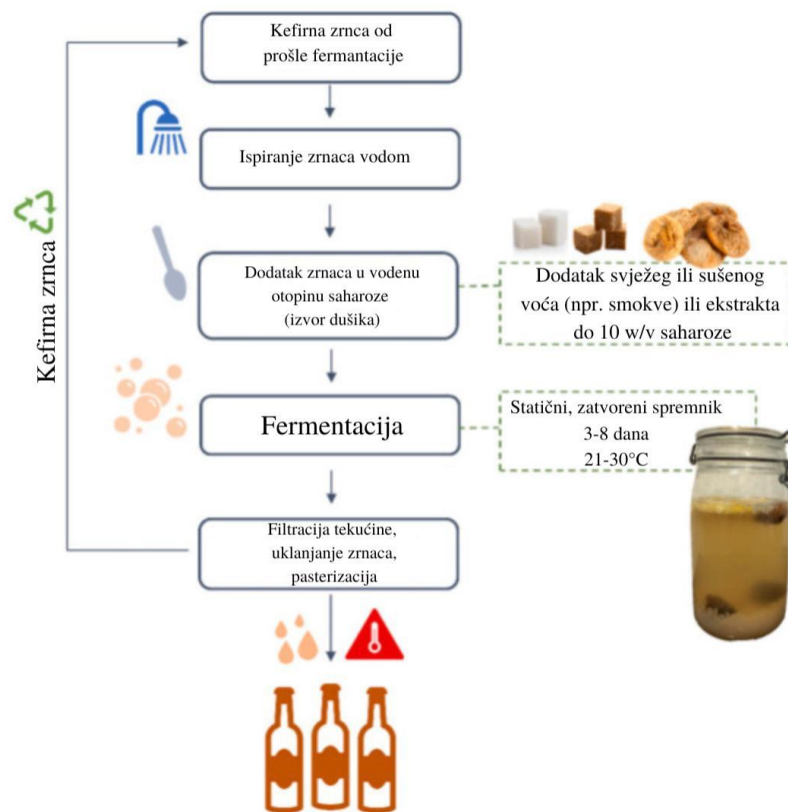 Kefirna zrnca od
prošle fermantacije
Ispiranje zrnaca vodom
Kefirna zrnca
Dodatak zrnaca u vodenu
otopinu saharoze
(izvor dušika)
Dodatak svježeg ili sušenog
voća (npr. smokve) ili ekstrakta
do 10 w/v saharoze
Fermentacija
Statični, zatvoreni spremnik
3-8 dana
21-30°C
Filtracija tekućine,
uklanjanje zrnaca,
pasterizacija